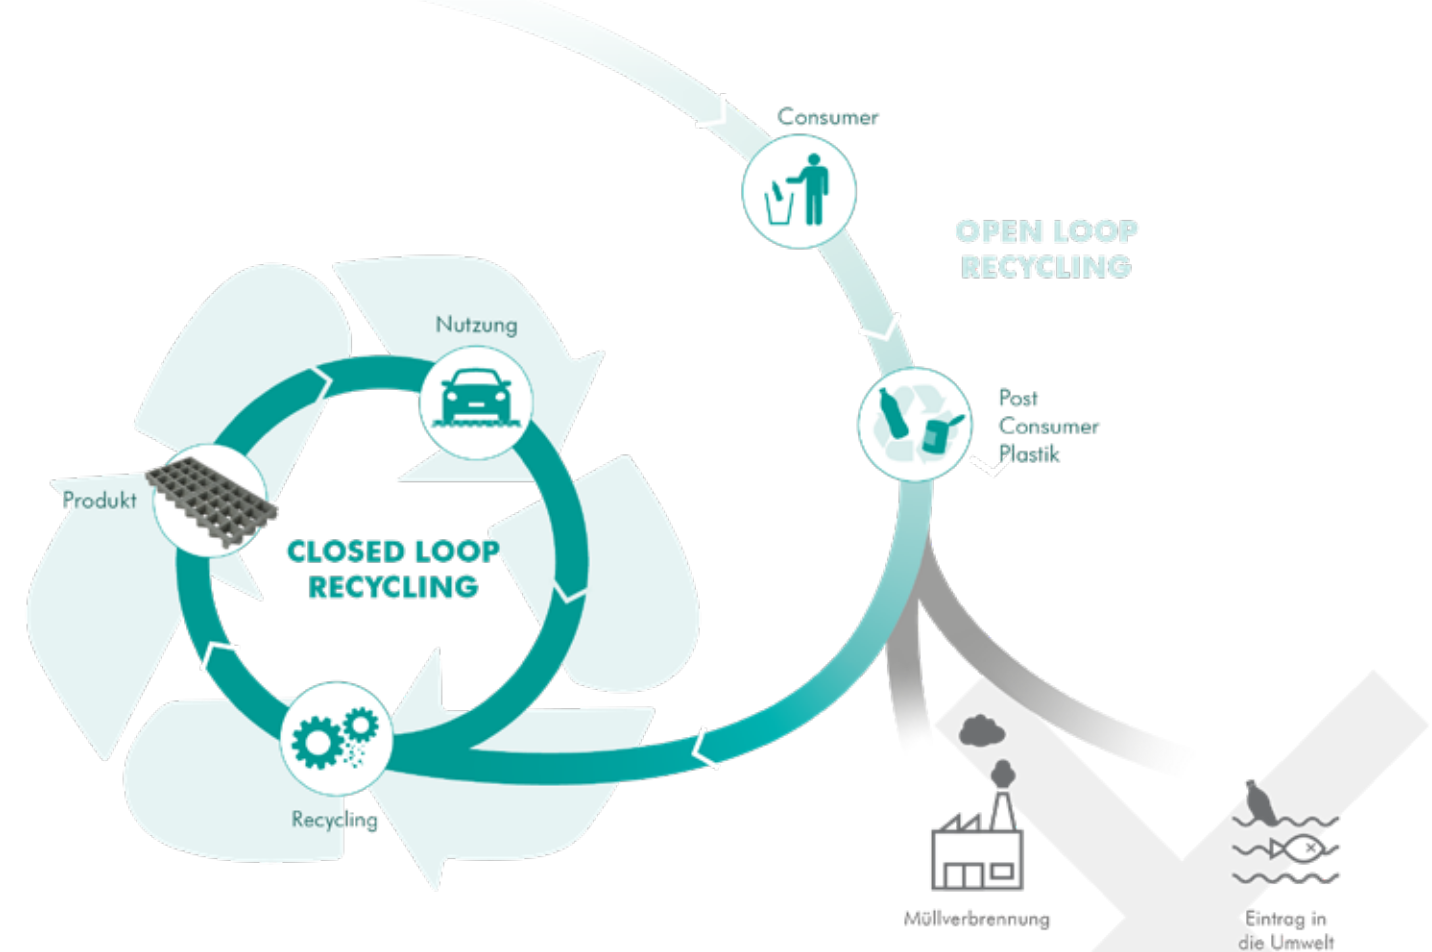 Consumer
OPEN LOOP
RECYCLING
Nutzung
Post
Consumer
Plastik
Produkt
CLOSED LOOP
RECYCLING
Recycling
Müllverbrennung
Eintrag in
die Umwelt